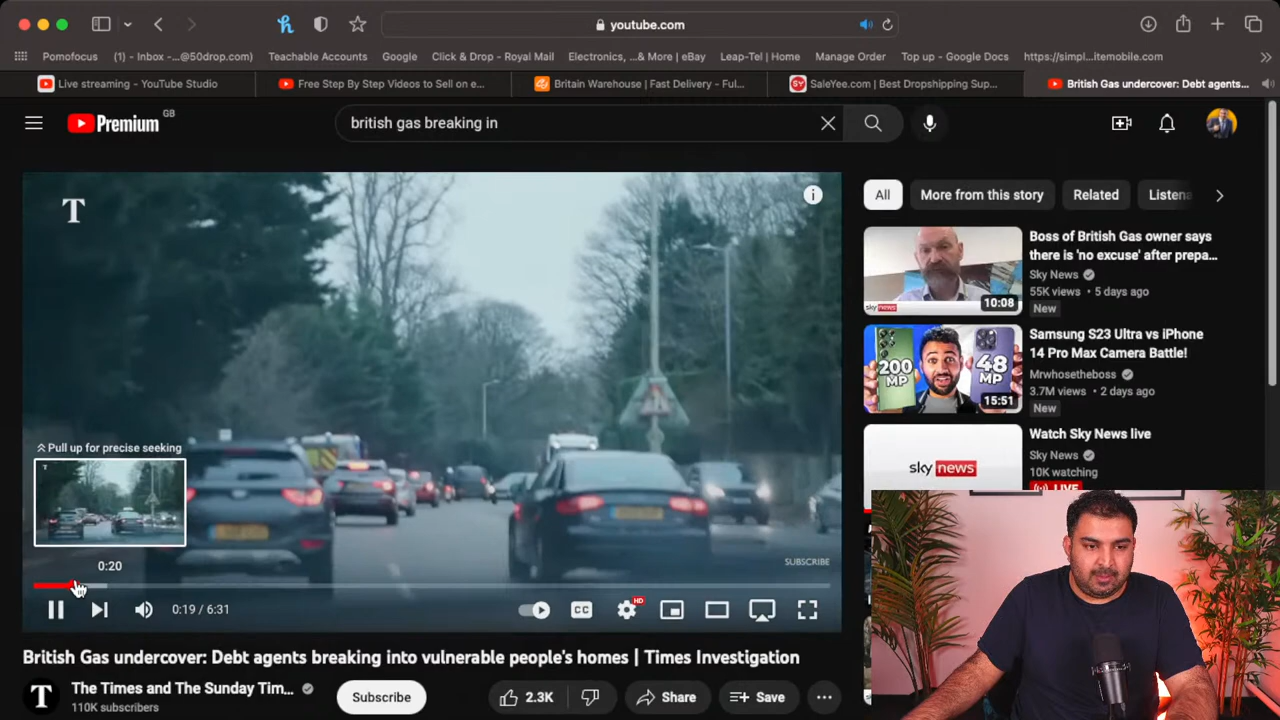 youtube.com
Pomofocus
(1) - Inbox -...@50drop.com)
Teachable Accounts
Google
Click & Drop - Royal Mail
Electronics, ...& More | eBay
Leap-Tel | Home
Manage Order
Top up - Google Docs
https://simpl...itemobile.com
Live streaming - YouTube Studio
Free Step By Step Videos to Sell on e...
Britain Warehouse | Fast Delivery - Ful...
SaleYee.com | Best Dropshipping Sup...
British Gas undercover: Debt agents...
Premium GB
british gas breaking in
T
i
All
More from this story
Related
Listena
Boss of British Gas owner says
there is 'no excuse' after prepa...
Sky News
55K views • 5 days ago
New
10:08
sky news
Samsung S23 Ultra vs iPhone
14 Pro Max Camera Battle!
Mrwhosetheboss
3.7M views • 2 days ago
New
200 MP
48 MP
15:51
Watch Sky News live
Sky News
10K watching
LIVE
sky news
Pull up for precise seeking
0:20
SUBSCRIBE
0:19 / 6:31
CC
HD
British Gas undercover: Debt agents breaking into vulnerable people's homes | Times Investigation
T
The Times and The Sunday Tim...
110K subscribers
Subscribe
2.3K
Share
Save